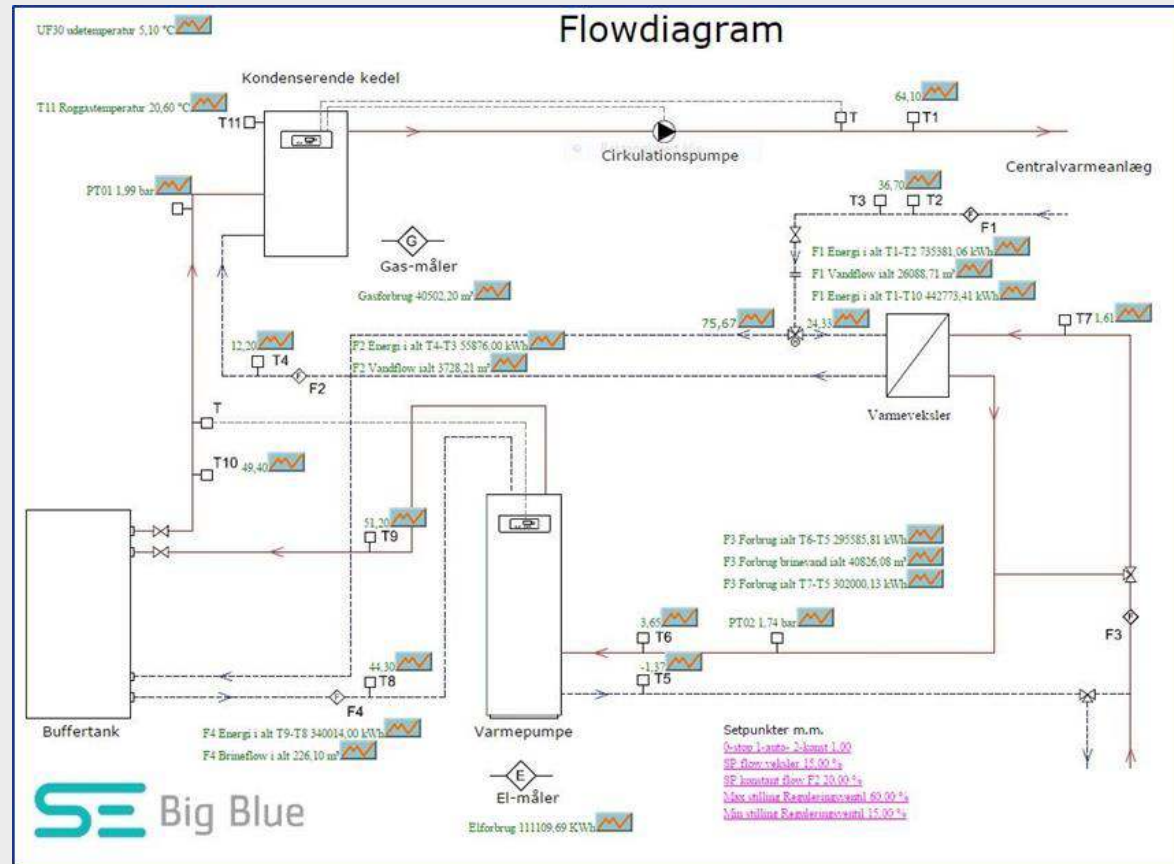 Flowdiagram
UF30 udetemperatur 5,10 °C
Kondenserende kedel
T11 Roggastemperatur 20,60 °C
T11
64,10
T
T1
Cirkulationspumpe
Centralvarmeanlæg
PT01 1,99 bar
36,70
T3
T2
F1
G
Gas-måler
F1 Energi i alt T1-T2 735381,06 kWh
F1 Vandflow ialt 26088,71 m³
F1 Energi i alt T1-T10 442773,41 kWh
Gasforbrug 40502,20 m³
75,67
24,33
T7 1,61
12,20
T4
F2 Energi i alt T4-T3 55876,00 kWh
F2 Vandflow ialt 3728,21 m³
F2
Varmeveksler
T
T10 49,40
51,20
T9
F3 Forbrug ialt T6-T5 295585,81 kWh
F3 Forbrug brinevand ialt 40826,08 m³
F3 Forbrug ialt T7-T5 302000,13 kWh
3,65
T6
PT02 1,74 bar
F3
-1,37
T5
44,30
T8
F4
Buffertank
Varmepumpe
F4 Energi i alt T9-T8 340014,00 kWh
F4 Brineflow i alt 226,10 m³
Setpunkter m.m.
0-stop 1-auto- 2-konst 1,00
SP flow veksler 15,00 %
SP konstant flow F2 20,00 %
Max stilling Reguleringsventil 60,00 %
Min stilling Reguleringsventil 15,00 %
E
El-måler
Elforbrug 111109,69 KWh
SE Big Blue